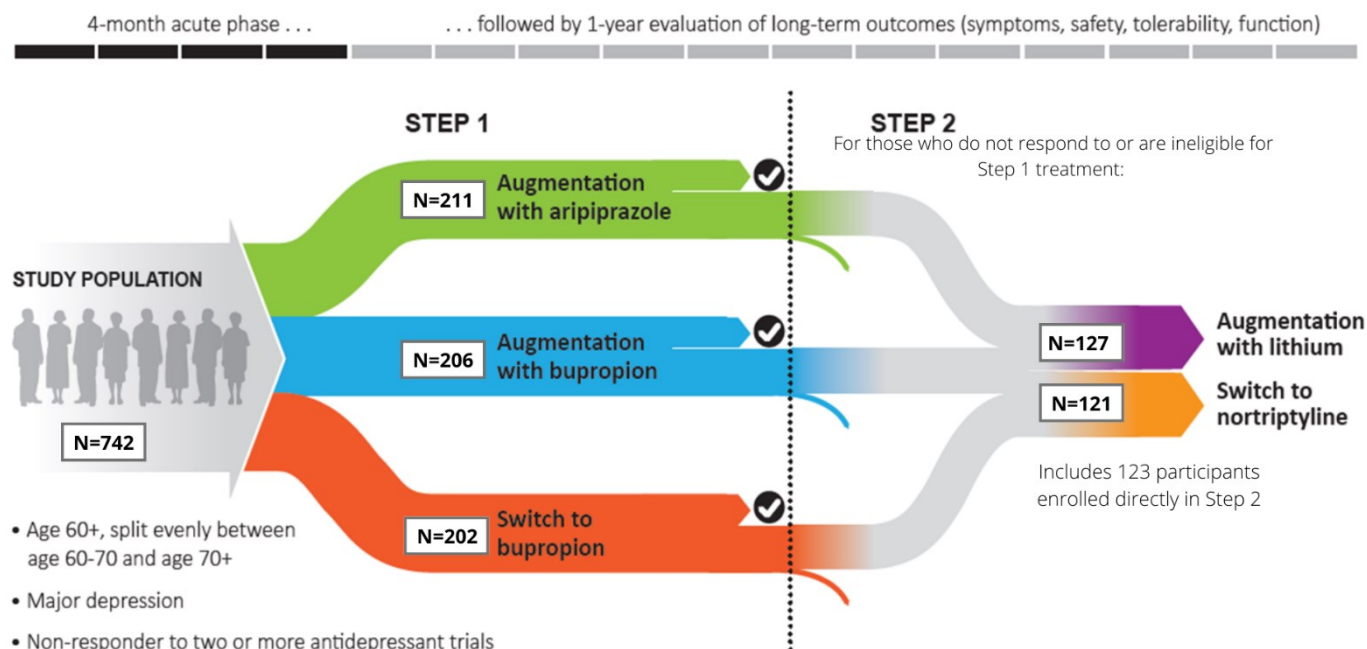 4-month acute phase . . .
. . . followed by 1-year evaluation of long-term outcomes (symptoms, safety, tolerability, function)
STEP 1
STEP 2
For those who do not respond to or are ineligible for
Step 1 treatment:
N=211
Augmentation
with aripiprazole
STUDY POPULATION
N=742
N=206
Augmentation
with bupropion
N=202
Switch to
bupropion
N=127
Augmentation
with lithium
N=121
Switch to
nortriptyline
Includes 123 participants
enrolled directly in Step 2
• Age 60+, split evenly between
age 60-70 and age 70+
• Major depression
• Non-responder to two or more antidepressant trials